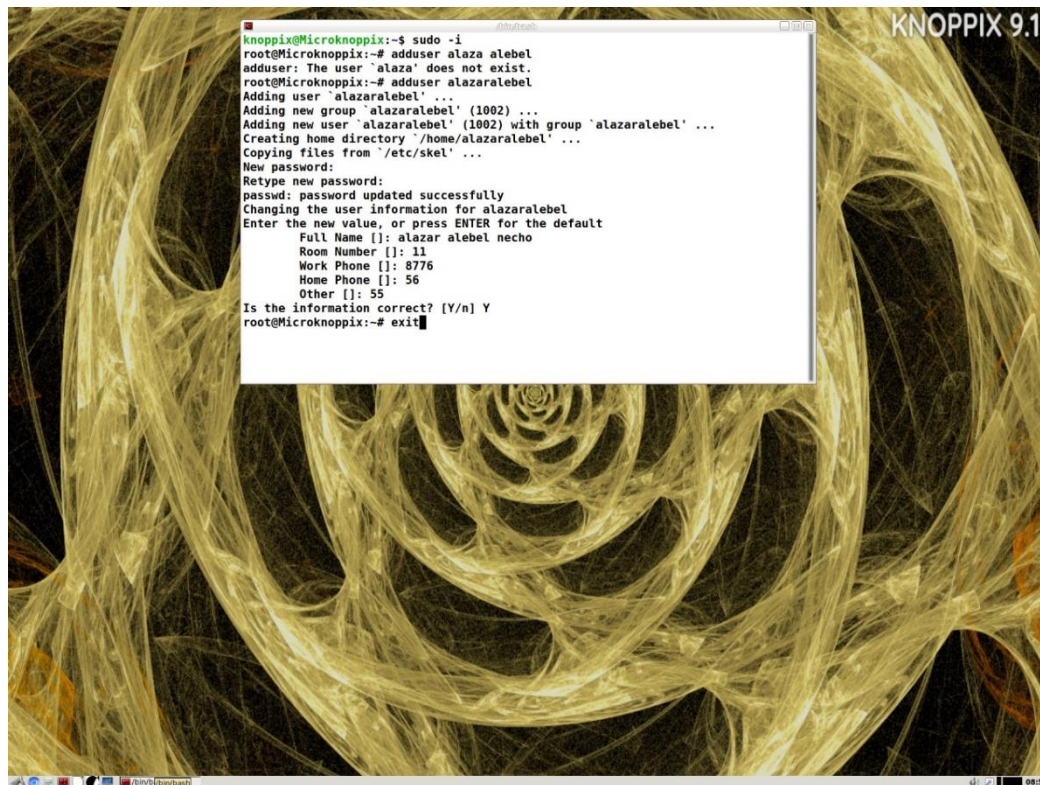 /bin/bash
KNOPPIX 9.1
knoppix@Microknoppix:~$ sudo -i
root@Microknoppix:~# adduser alaza alebel
adduser: The user `alaza' does not exist.
root@Microknoppix:~# adduser alazaralebel
Adding user `alazaralebel' ...
Adding new group `alazaralebel' (1002) ...
Adding new user `alazaralebel' (1002) with group `alazaralebel' ...
Creating home directory `/home/alazaralebel' ...
Copying files from `/etc/skel' ...
New password:
Retype new password:
passwd: password updated successfully
Changing the user information for alazaralebel
Enter the new value, or press ENTER for the default
Full Name []: alazar alebel necho
Room Number []: 11
Work Phone []: 8776
Home Phone []: 56
Other []: 55
Is the information correct? [Y/n] Y
root@Microknoppix:~# exit
/bin/b /bin/bash